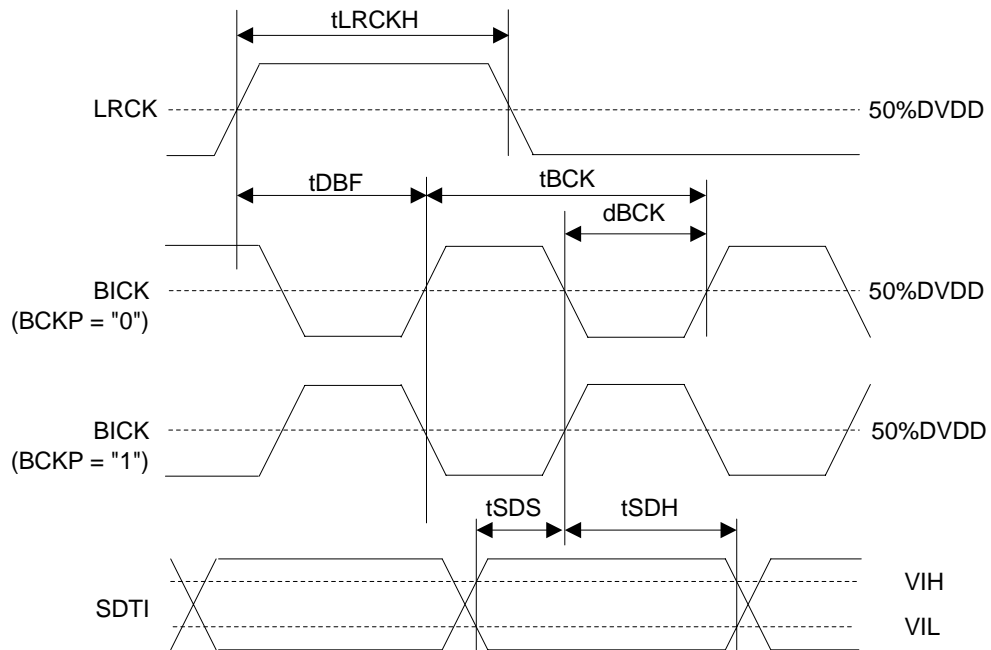 tLRCKH
LRCK
50%DVDD
tDBF
tBCK
dBCK
BICK
(BCKP = "0")
50%DVDD
BICK
(BCKP = "1")
50%DVDD
tSDS
tSDH
SDTI
VIH
VIL